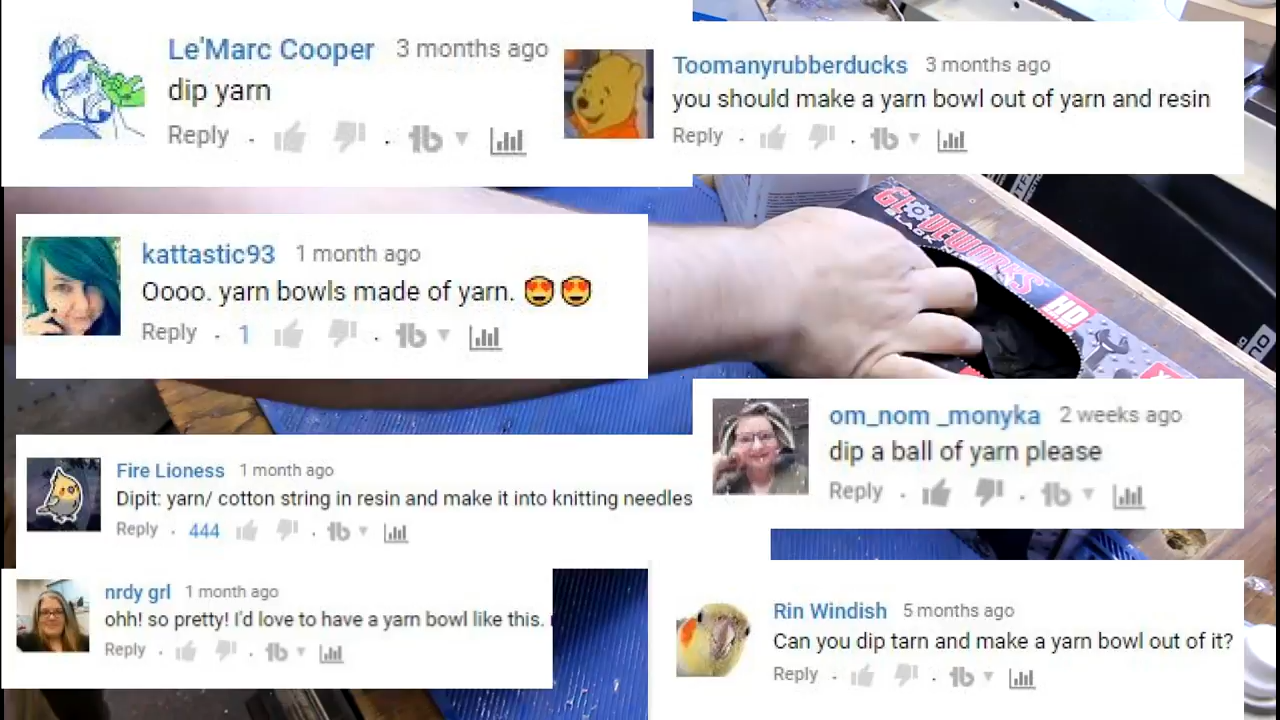 Le'Marc Cooper 3 months ago
dip yarn
Reply
Toomanyrubberducks 3 months ago
you should make a yarn bowl out of yarn and resin
Reply
kattastic93 1 month ago
Oooo. yarn bowls made of yarn. 😍😍
Reply 1
GLOVEWORKS
HD
om_nom _monyka 2 weeks ago
dip a ball of yarn please
Reply
Fire Lioness 1 month ago
Dipit: yarn/ cotton string in resin and make it into knitting needles
Reply 444
nrdy grl 1 month ago
ohh! so pretty! I'd love to have a yarn bowl like this.
Reply
Rin Windish 5 months ago
Can you dip tarn and make a yarn bowl out of it?
Reply